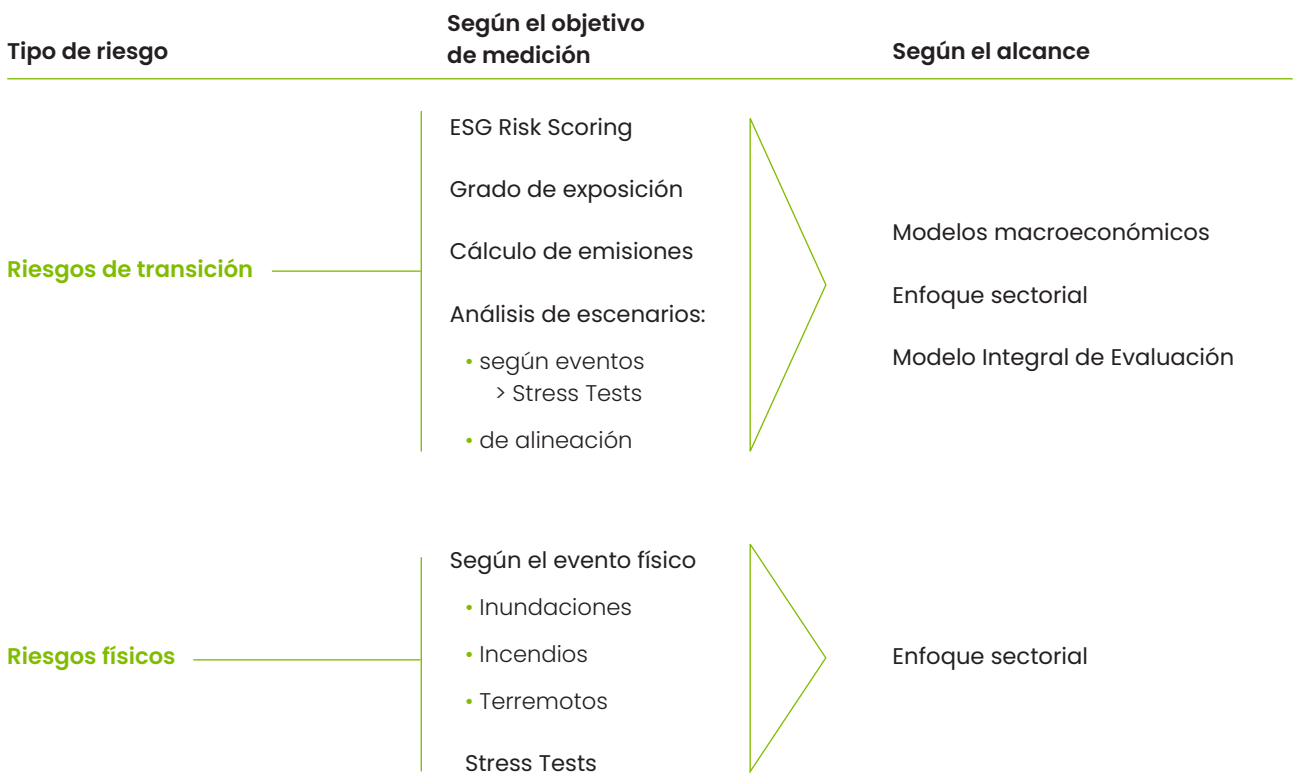 Tipo de riesgo
Según el objetivo
de medición
Según el alcance
Riesgos de transición
ESG Risk Scoring
Grado de exposición
Cálculo de emisiones
Análisis de escenarios:
• según eventos
> Stress Tests
• de alineación
Modelos macroeconómicos
Enfoque sectorial
Modelo Integral de Evaluación
Riesgos físicos
Según el evento físico
• Inundaciones
• Incendios
• Terremotos
Stress Tests
Enfoque sectorial